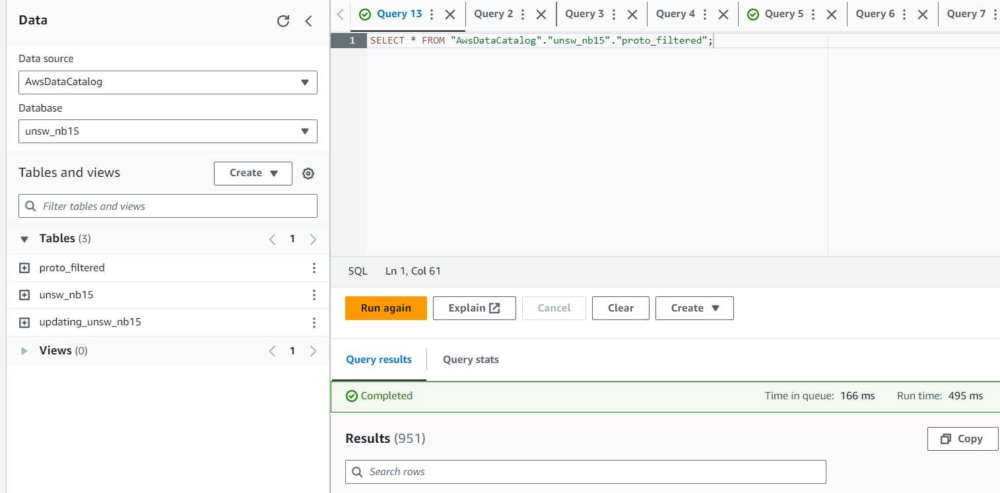 Data
Data source
AwsDataCatalog
Database
unsw_nb15
Tables and views
Create
Filter tables and views
Tables (3)
1
proto_filtered
unsw_nb15
updating_unsw_nb15
Views (0)
1
Query 13
Query 2
Query 3
Query 4
Query 5
Query 6
Query 7
1 SELECT * FROM "AwsDataCatalog"."unsw_nb15"."proto_filtered";
SQL Ln 1, Col 61
Run again
Explain
Cancel
Clear
Create
Query results
Query stats
Completed
Time in queue: 166 ms
Run time: 495 ms
Results (951)
Copy
Search rows